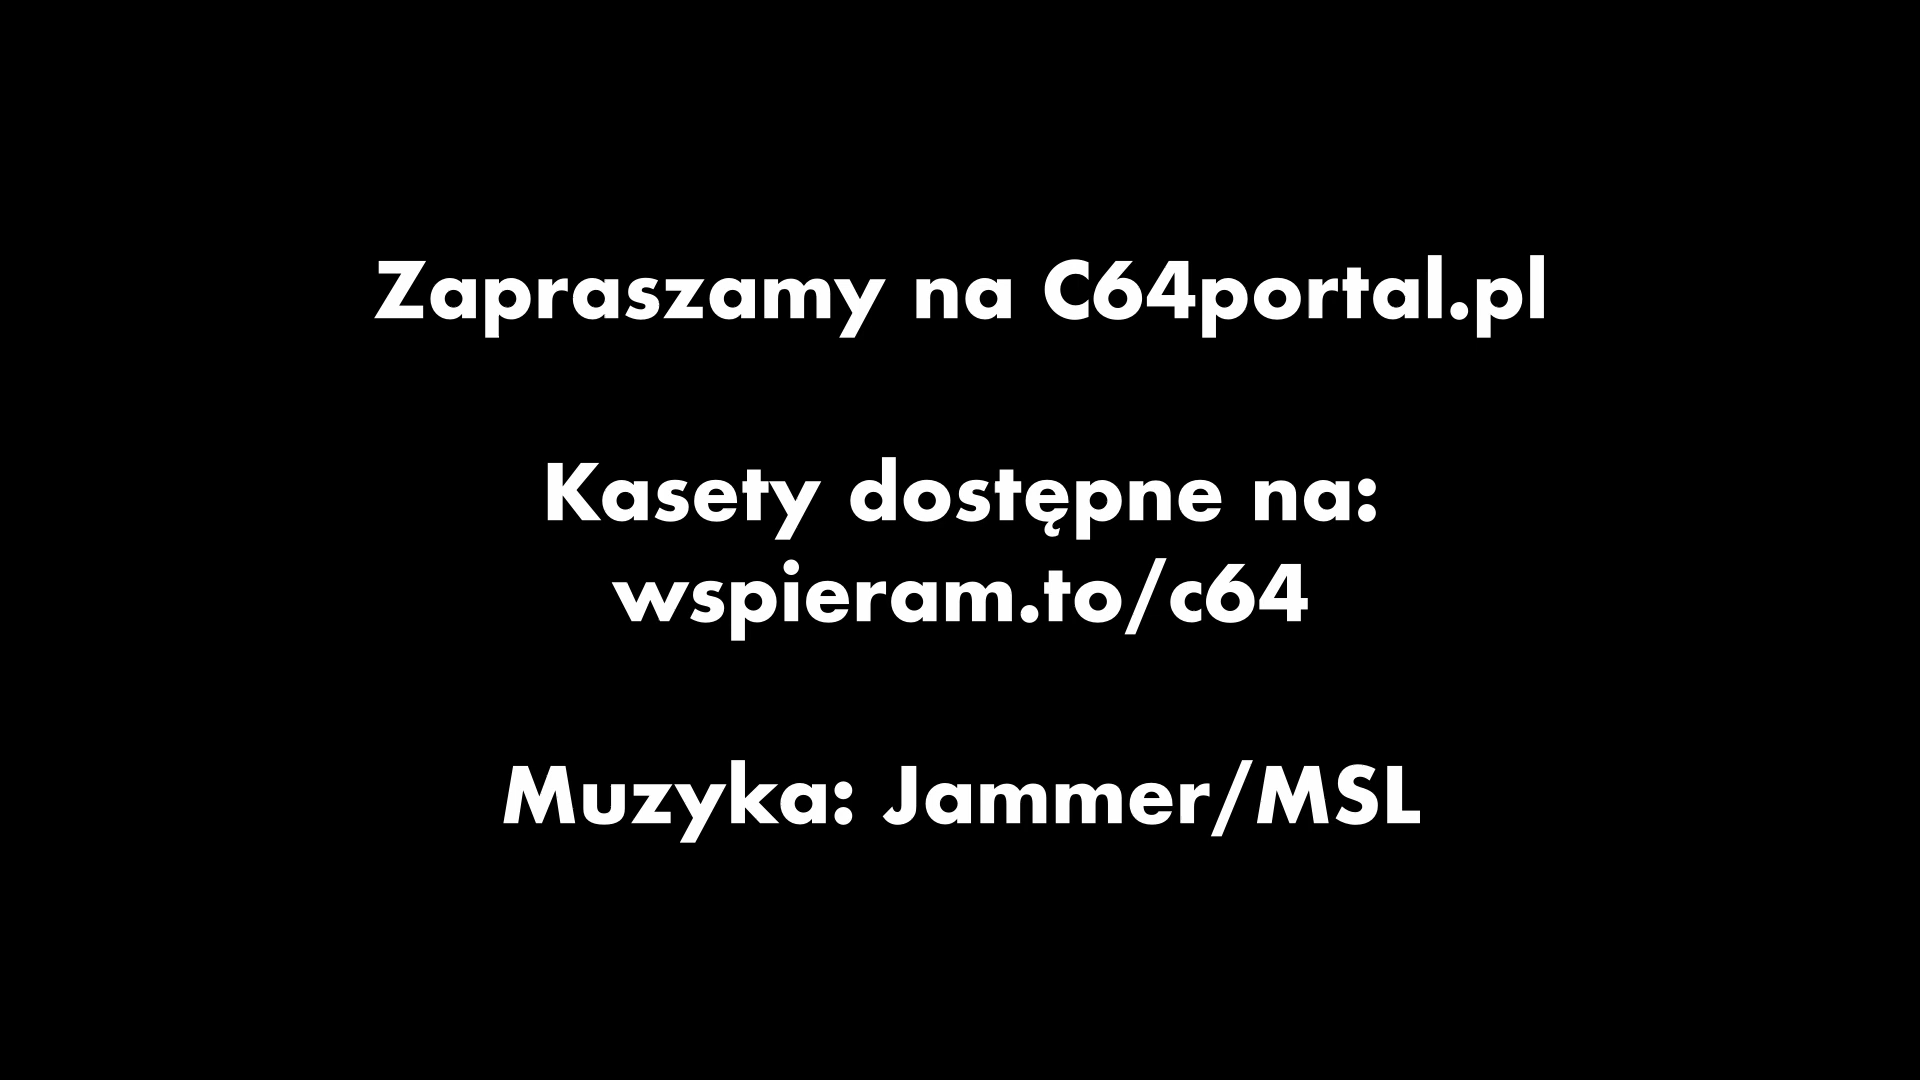 Zapraszamy na C64portal.pl
Kasety dostępne na:
wspieram.to/c64
Muzyka: Jammer/MSL